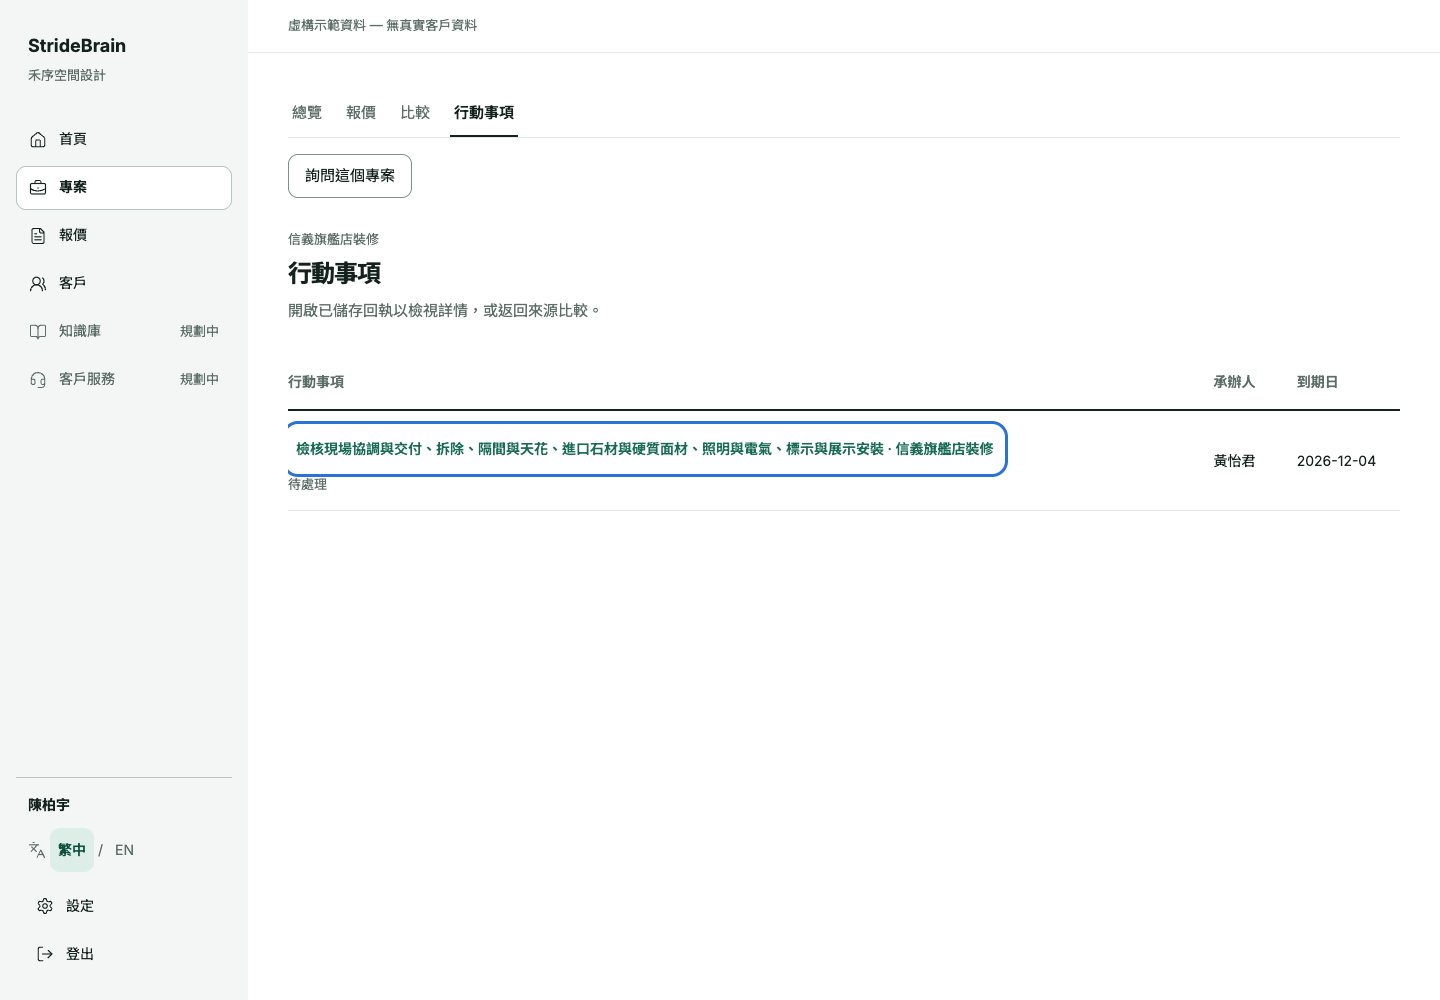 StrideBrain
禾序空間設計
首頁
專案
報價
客戶
知識庫 規劃中
客戶服務 規劃中
陳柏宇
繁中 / EN
設定
登出
虛構示範資料 — 無真實客戶資料
總覽 報價 比較 行動事項
詢問這個專案
信義旗艦店裝修
行動事項
開啟已儲存回執以檢視詳情，或返回來源比較。
行動事項 承辦人 到期日
檢核現場協調與交付、拆除、隔間與天花、進口石材與硬質面材、照明與電氣、標示與展示安裝 · 信義旗艦店裝修
待處理
黃怡君 2026-12-04